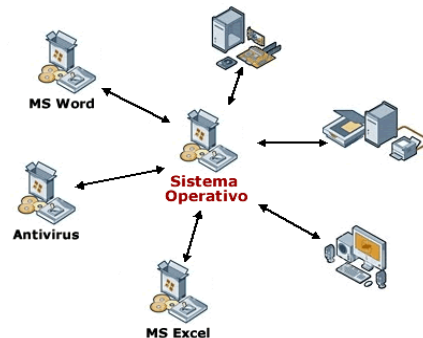 MS Word
Sistema
Operativo
Antivirus
MS Excel